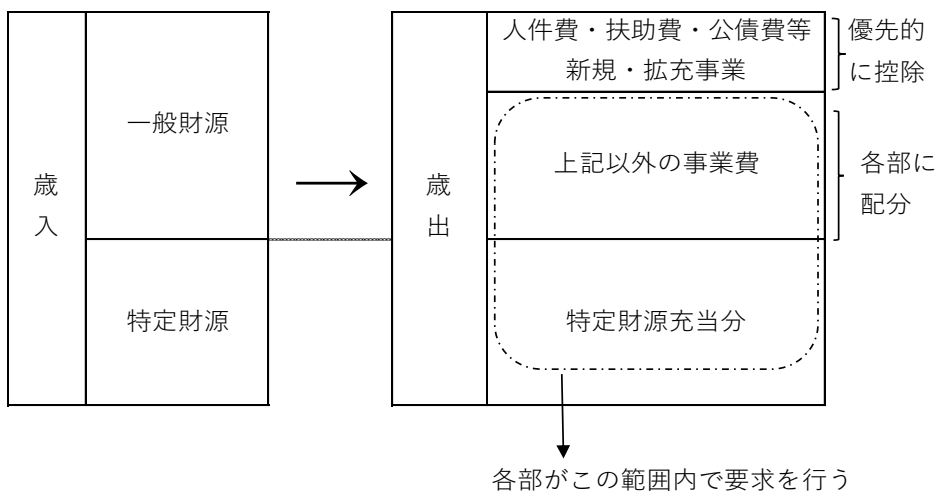 歳入
一般財源
特定財源
歳出
人件費・扶助費・公債費等
新規・拡充事業
優先的
に控除
上記以外の事業費
各部に
配分
特定財源充当分
各部がこの範囲内で要求を行う